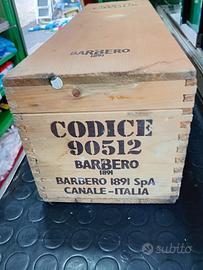 BARBERO
1891
CODICE
90512
BARBERO
1891
BARBERO 1891 SpA
CANALE-ITALIA
subito